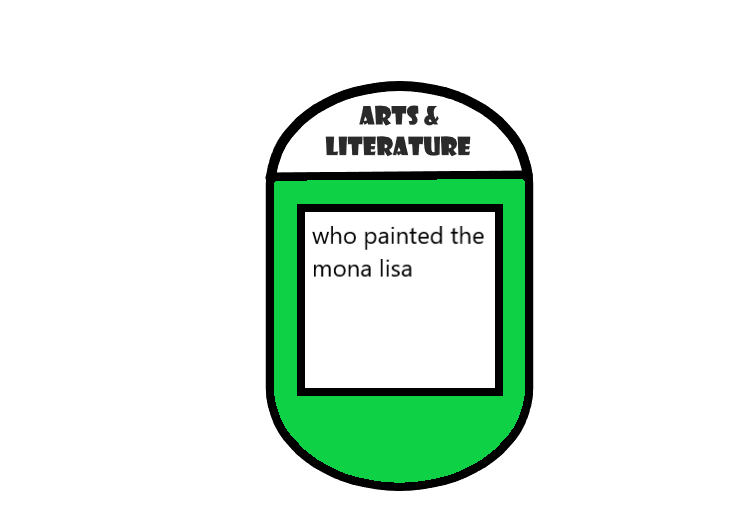 ARTS &
LITERATURE
who painted the
mona lisa